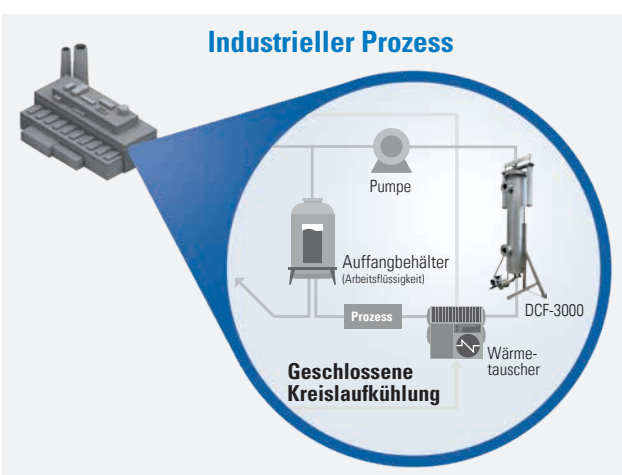 Industrieller Prozess
Pumpe
Auffangbehälter
(Arbeitsflüssigkeit)
DCF-3000
Prozess
Wärme-
tauscher
Geschlossene
Kreislaufkühlung